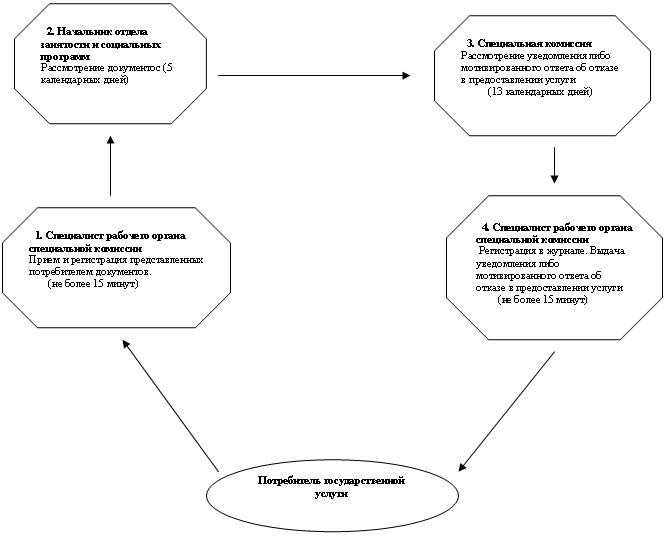 2. Начальник отдела
занятости и социальных
программ
Рассмотрение документос (5
календарных дней)
3. Специальная комиссия
Рассмотрение уведомления либо
мотивированного ответа об отказе
в предоставлении услуги
(13 календарных дней)
1. Специалист рабочего органа
специальной комиссии
Прием и регистрация представленных
потребителем документов.
(не более 15 минут)
4. Специалист рабочего органа
специальной комиссии
Регистрация в журнале. Выдача
уведомления либо
мотивированного ответа об
отказе в предоставлении услуги
(не более 15 минут)
Потребитель государственной
услуги